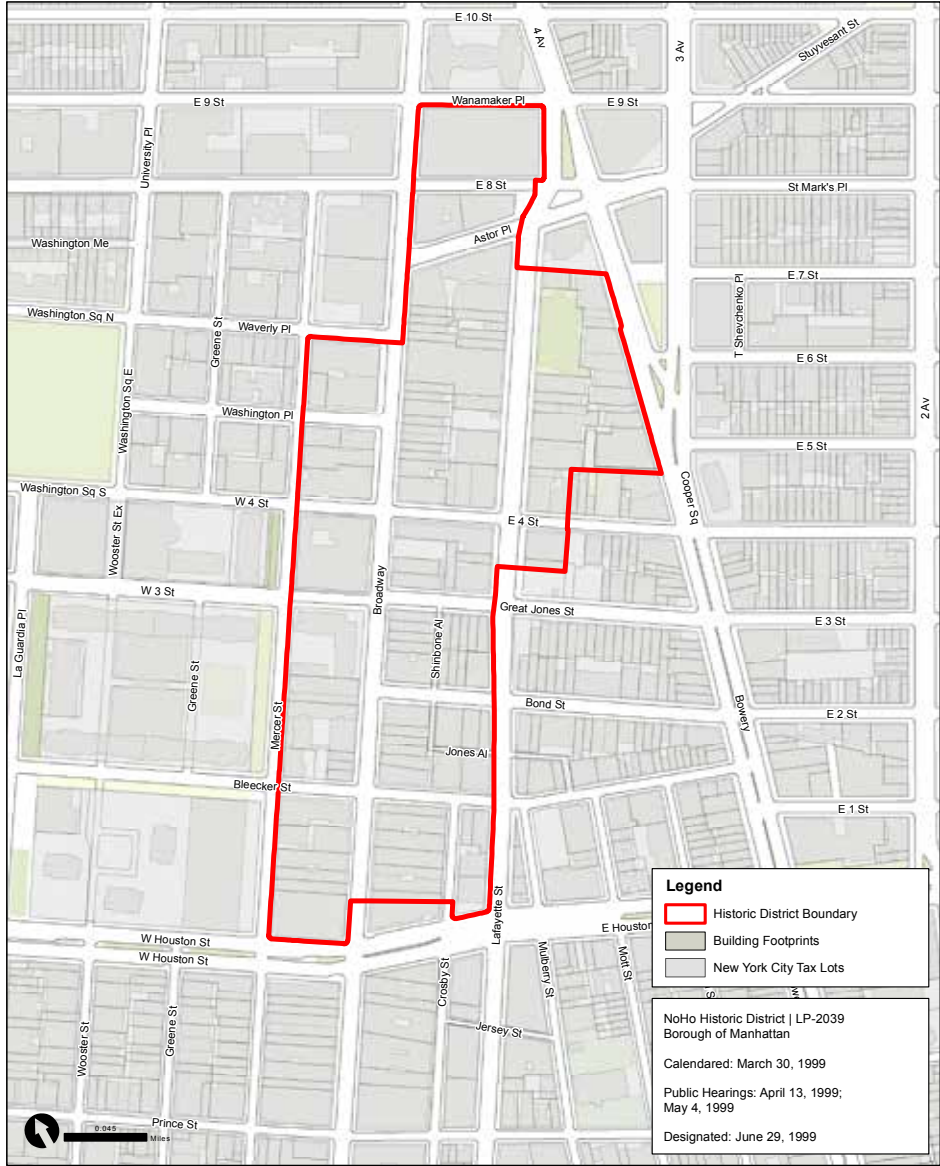 E 10 St
4 Av
3 Av
Stuyvesant St
E 9 St
Wanamaker Pl
E 9 St
University Pl
E 8 St
St Mark's Pl
Washington Me
Astor Pl
E 7 St
T Shevchenko Pl
Washington Sq N
Greene St
Waverly Pl
E 6 St
Washington Sq E
Washington Pl
2 Av
E 5 St
Washington Sq S
W 4 St
E 4 St
Cooper Sq
Wooster St Ex
Broadway
W 3 St
Great Jones St
E 3 St
La Guardia Pl
Shinbone Al
Greene St
Mercer St
Bond St
Bowery
E 2 St
Jones Al
Bleecker St
E 1 St
Lafayette St
W Houston St
W Houston St
E Houston
Mulberry St
Mott St
Crosby St
Jersey St
Wooster St
Greene St
Prince St
0.045
Miles
Legend
Historic District Boundary
Building Footprints
New York City Tax Lots
NoHo Historic District | LP-2039
Borough of Manhattan
Calendared: March 30, 1999
Public Hearings: April 13, 1999;
May 4, 1999
Designated: June 29, 1999